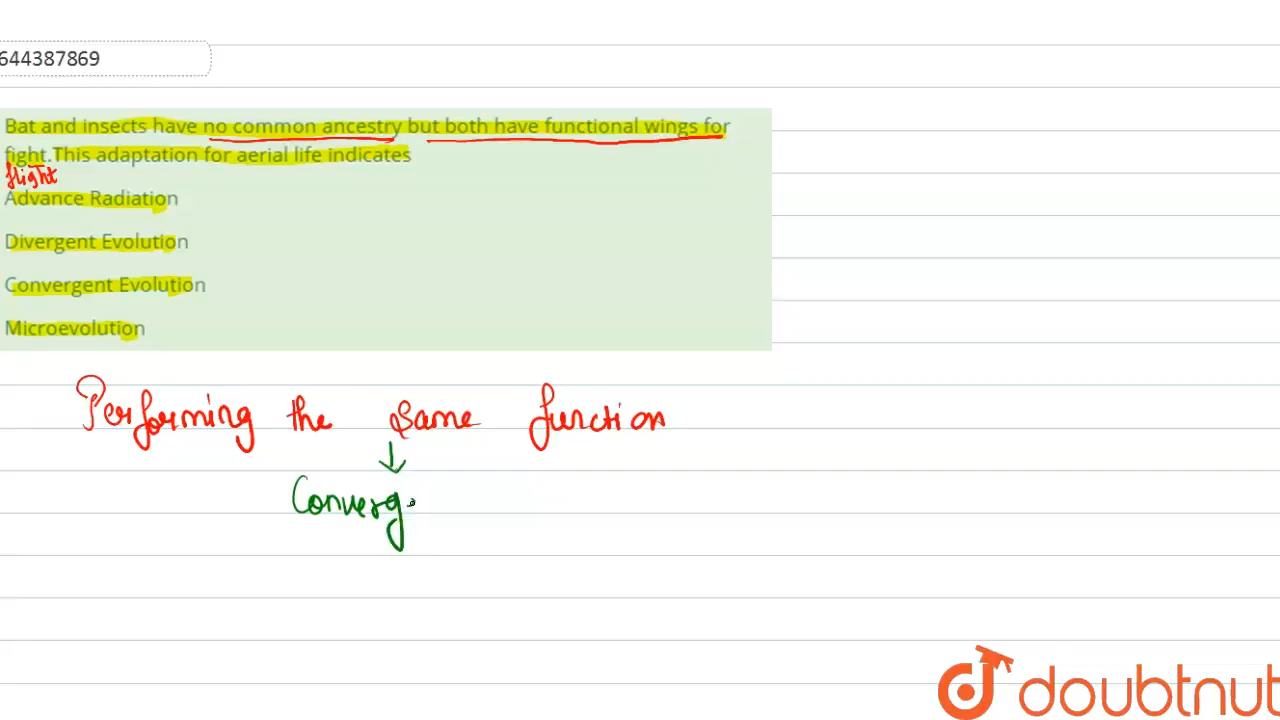 644387869
Bat and insects have no common ancestry but both have functional wings for
fight.This adaptation for aerial life indicates
flight
Advance Radiation
Divergent Evolution
Convergent Evolution
Microevolution
Performing the same function
Converg
doubtnut